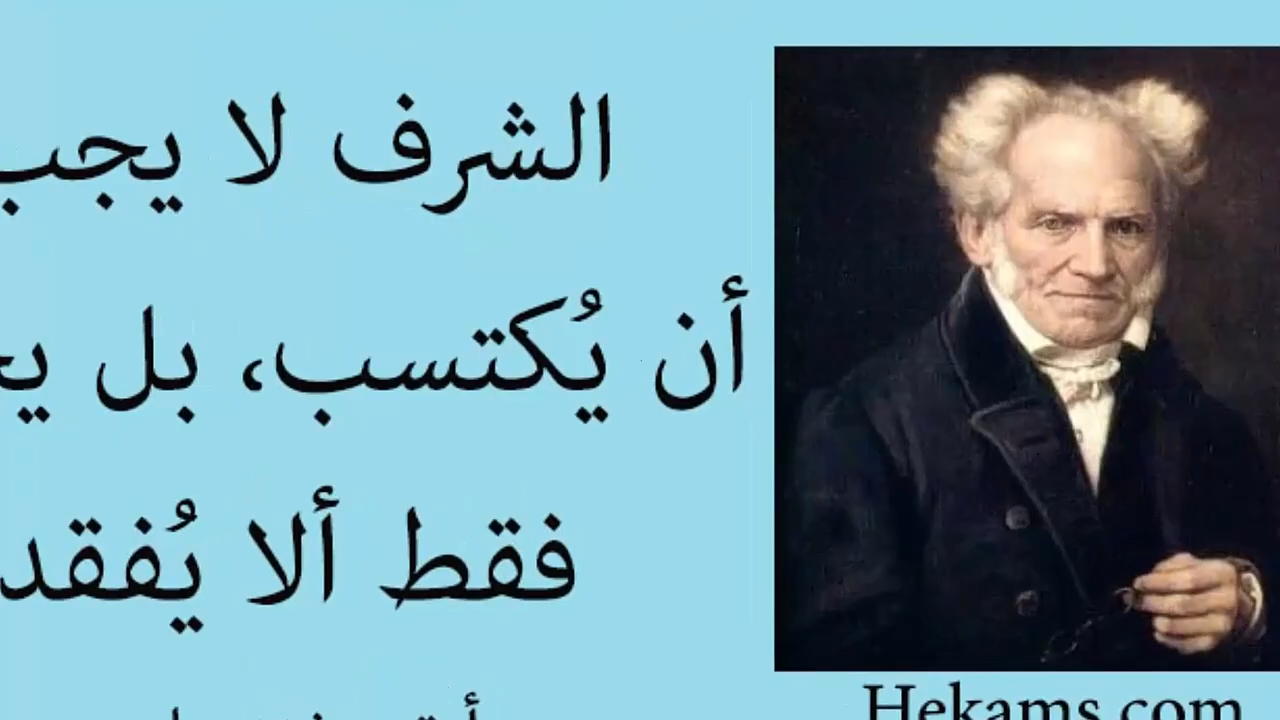 الشرف لا يجب
أن يُكتسب، بل
فقط ألا يُفقد
Hekams.com